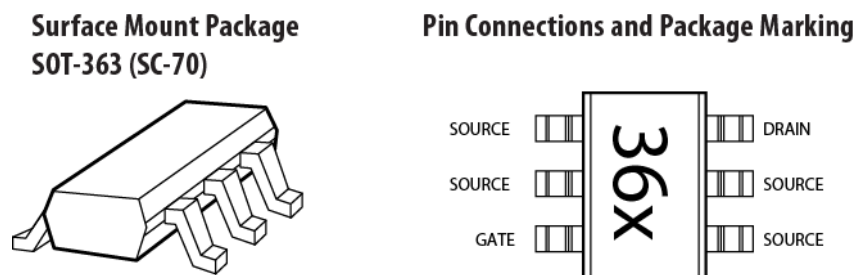 Surface Mount Package
SOT-363 (SC-70)
Pin Connections and Package Marking
SOURCE
DRAIN
SOURCE
SOURCE
GATE
SOURCE
36x